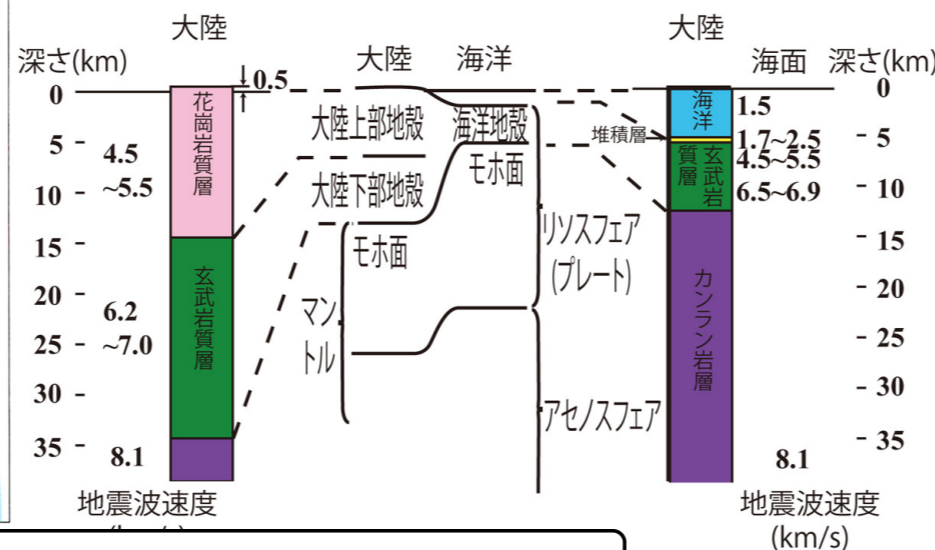 大陸
深さ(km)
0
5
10
15
20
25
30
35
0.5
花崗岩質層
4.5
~5.5
玄武岩質層
6.2
~7.0
8.1
地震波速度
大陸
海洋
大陸上部地殻
海洋地殻
大陸下部地殻
モホ面
モホ面
マン
トル
リソスフェア
(プレート)
アセノスフェア
大陸
海面
深さ(km)
海洋
堆積層
玄武岩
質層
カンラン岩層
1.5
1.7~2.5
4.5~5.5
6.5~6.9
8.1
0
5
10
15
20
25
30
35
地震波速度
(km/s)